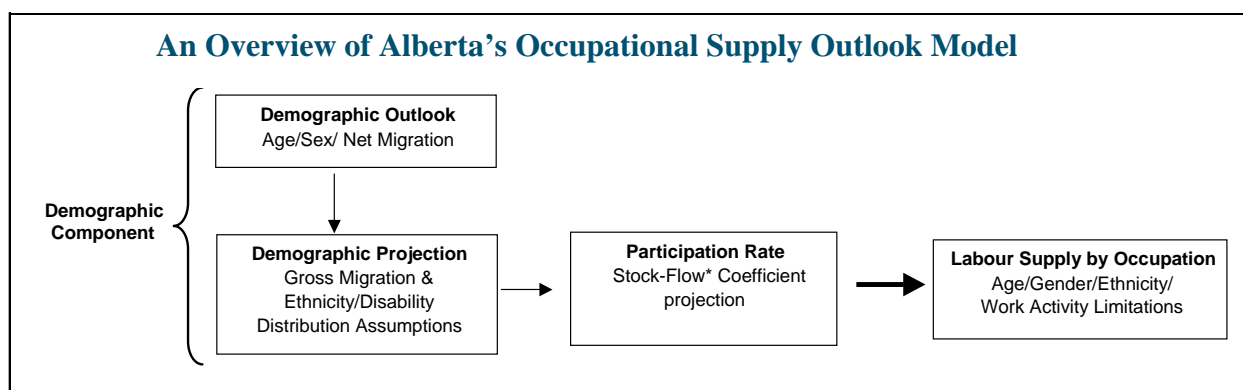 An Overview of Alberta's Occupational Supply Outlook Model
Demographic Outlook
Age/Sex/ Net Migration
Demographic
Component
Demographic Projection
Gross Migration &
Ethnicity/Disability
Distribution Assumptions
Participation Rate
Stock-Flow* Coefficient
projection
Labour Supply by Occupation
Age/Gender/Ethnicity/
Work Activity Limitations